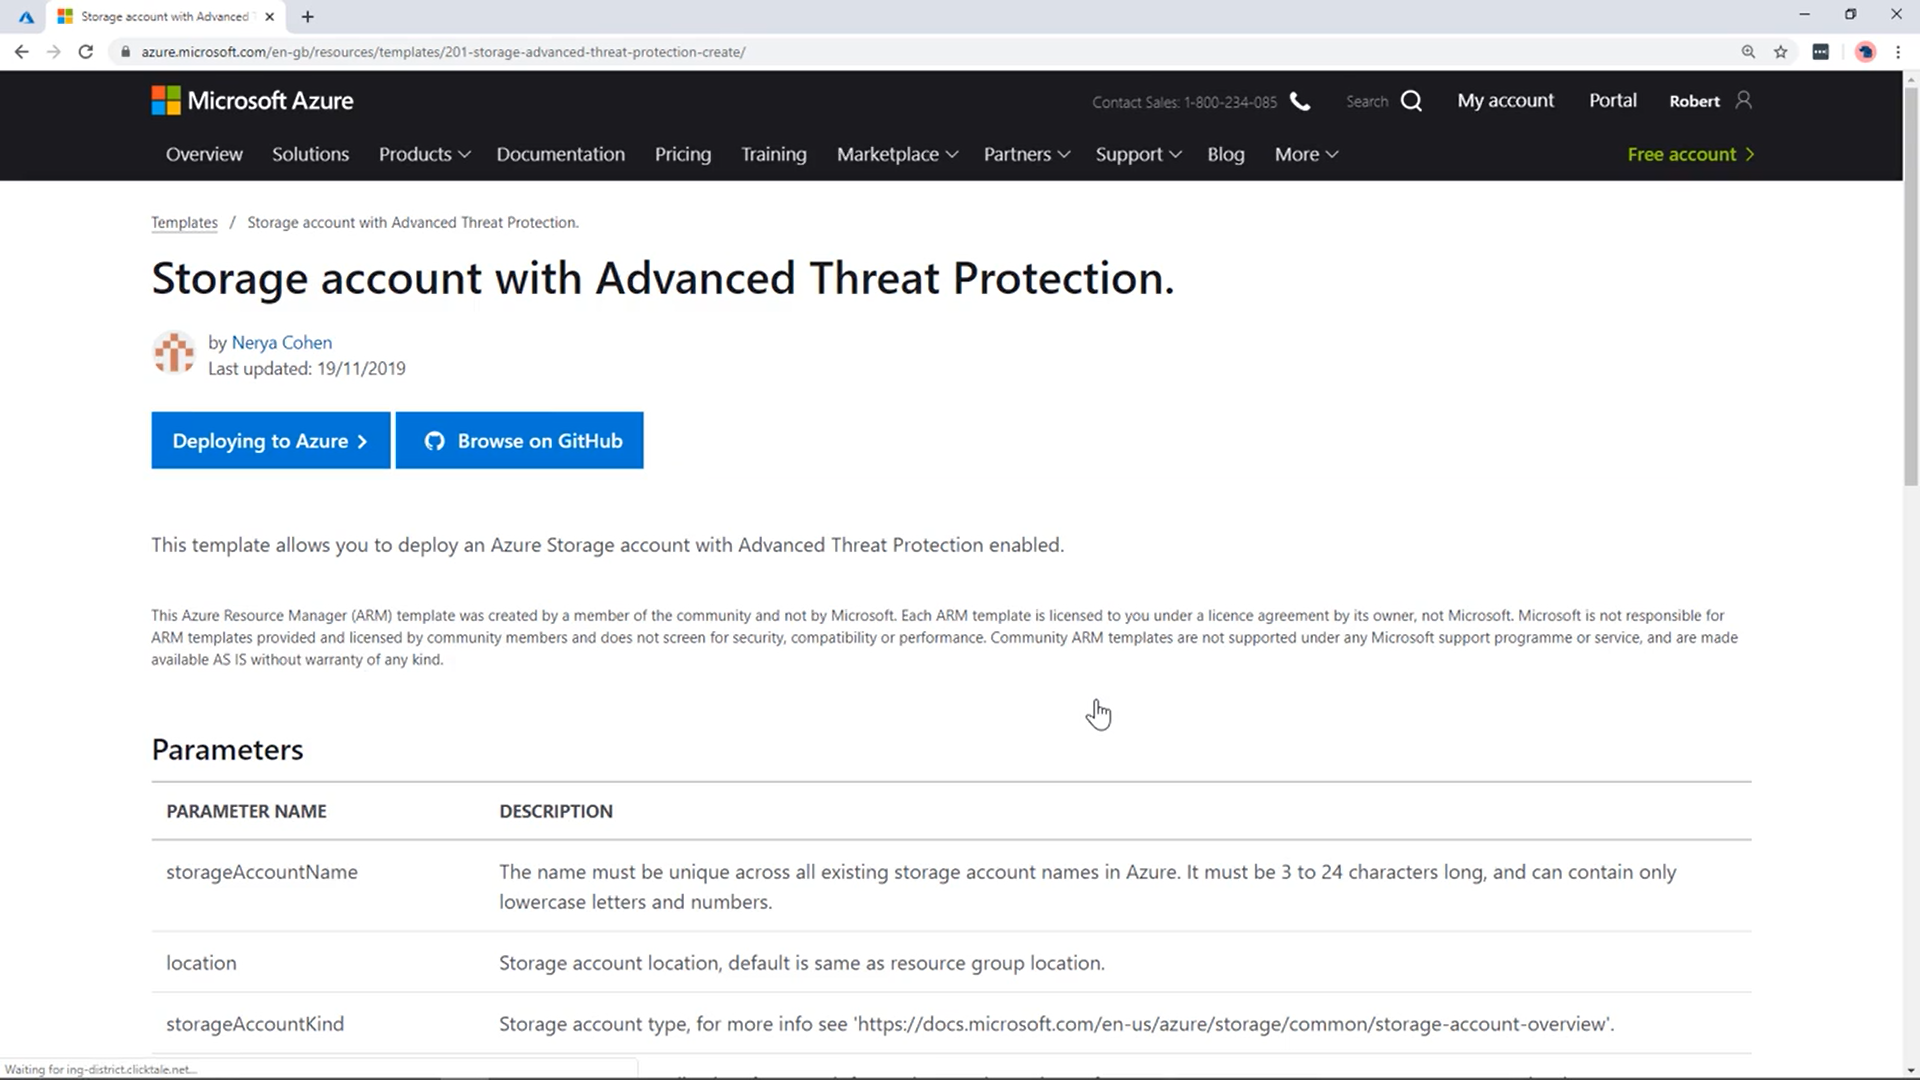 Storage account with Advanced T
azure.microsoft.com/en-gb/resources/templates/201-storage-advanced-threat-protection-create/
Microsoft Azure
Contact Sales: 1-800-234-085
Search
My account
Portal
Robert
Overview
Solutions
Products
Documentation
Pricing
Training
Marketplace
Partners
Support
Blog
More
Free account
Templates / Storage account with Advanced Threat Protection.
Storage account with Advanced Threat Protection.
by Nerya Cohen
Last updated: 19/11/2019
Deploying to Azure
Browse on GitHub
This template allows you to deploy an Azure Storage account with Advanced Threat Protection enabled.
This Azure Resource Manager (ARM) template was created by a member of the community and not by Microsoft. Each ARM template is licensed to you under a licence agreement by its owner, not Microsoft. Microsoft is not responsible for
ARM templates provided and licensed by community members and does not screen for security, compatibility or performance. Community ARM templates are not supported under any Microsoft support programme or service, and are made
available AS IS without warranty of any kind.
Parameters
PARAMETER NAME
DESCRIPTION
storageAccountName
The name must be unique across all existing storage account names in Azure. It must be 3 to 24 characters long, and can contain only
lowercase letters and numbers.
location
Storage account location, default is same as resource group location.
storageAccountKind
Storage account type, for more info see 'https://docs.microsoft.com/en-us/azure/storage/common/storage-account-overview'.
Waiting for ing-district.clicktale.net...